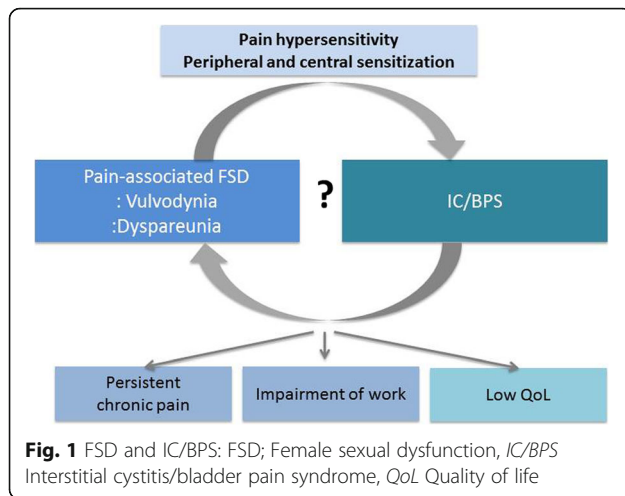 Pain hypersensitivity
Peripheral and central sensitization
Pain-associated FSD
: Vulvodynia
:Dyspareunia
?
IC/BPS
Persistent
chronic pain
Impairment of work
Low QoL
Fig. 1 FSD and IC/BPS: FSD; Female sexual dysfunction, IC/BPS
Interstitial cystitis/bladder pain syndrome, QoL Quality of life